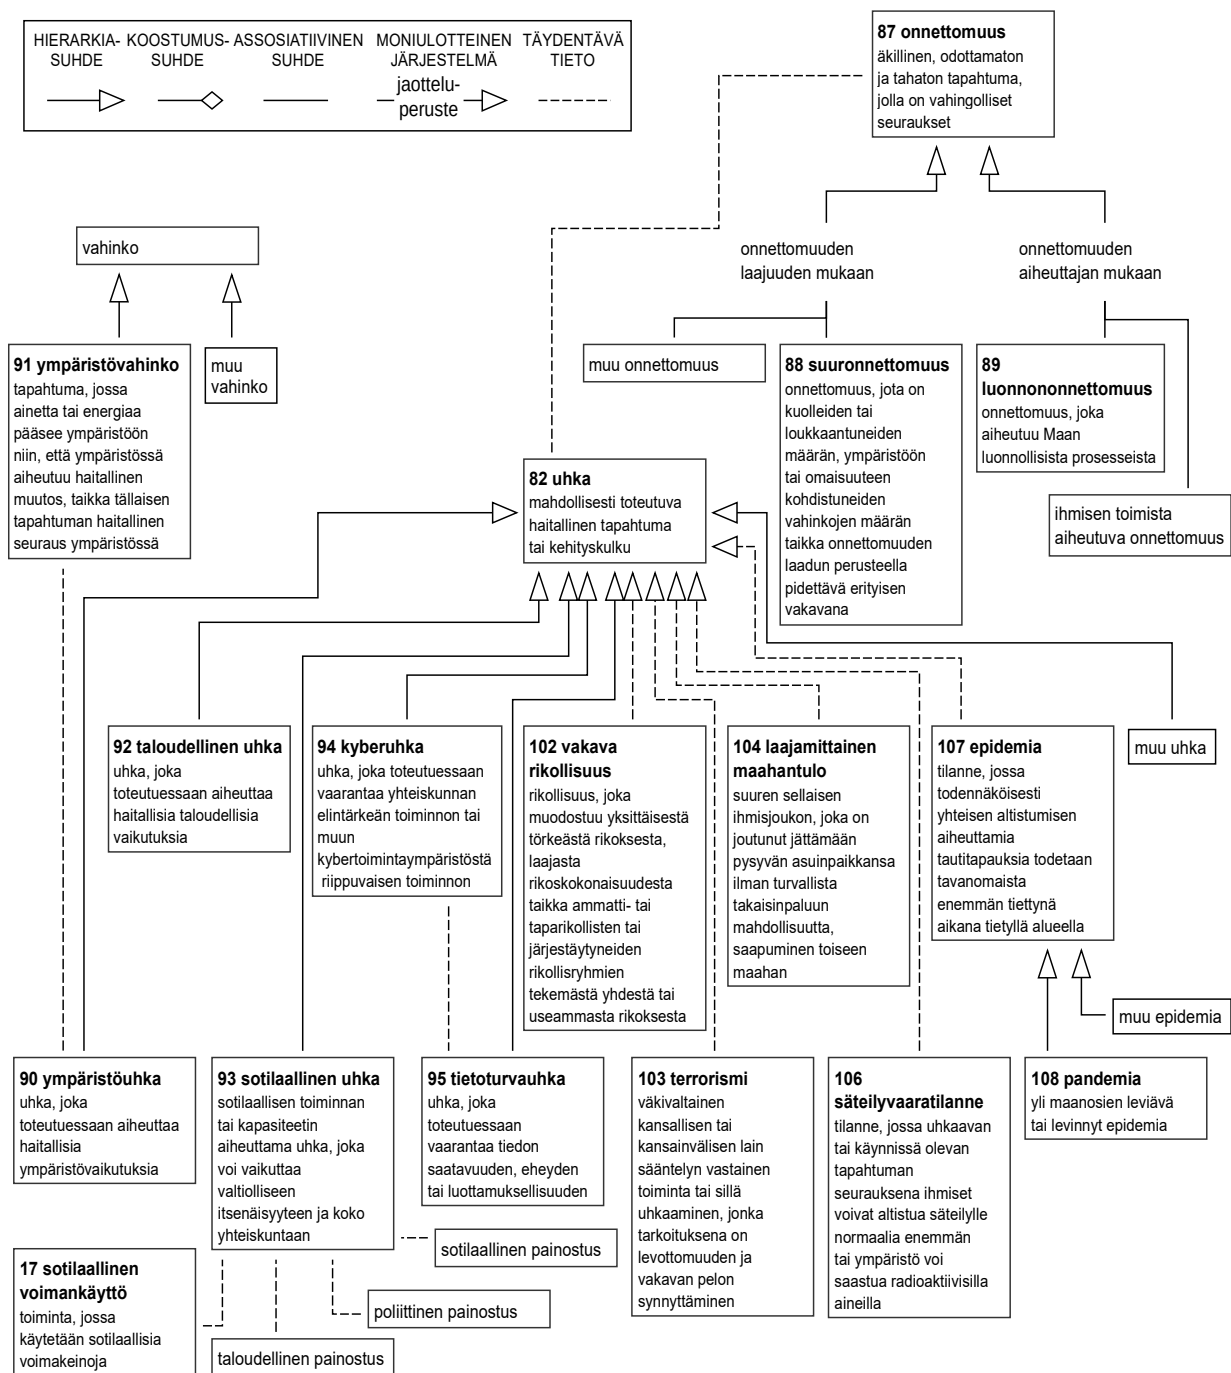 HIERARKIA-
SUHDE
KOOSTUMUS-
SUHDE
ASSOSIATIIVINEN
SUHDE
MONIULOTTEINEN
JÄRJESTELMÄ
jaottelu-
peruste
TÄYDENTÄVÄ
TIETO
87 onnettomuus
äkillinen, odottamaton
ja tahaton tapahtuma,
jolla on vahingolliset
seuraukset
vahinko
onnettomuuden
laajuuden mukaan
onnettomuuden
aiheuttajan mukaan
91 ympäristövahinko
tapahtuma, jossa
ainetta tai energiaa
pääsee ympäristöön
niin, että ympäristössä
aiheutuu haitallinen
muutos, taikka tällaisen
tapahtuman haitallinen
seuraus ympäristössä
muu
vahinko
muu onnettomuus
88 suuronnettomuus
onnettomuus, jota on
kuolleiden tai
loukkaantuneiden
määrän, ympäristöön
tai omaisuuteen
kohdistuneiden
vahinkojen määrän
taikka onnettomuuden
laadun perusteella
pidettävä erityisen
vakavana
89
luonnononnettomuus
onnettomuus, joka
aiheutuu Maan
luonnollisista prosesseista
ihmisen toimista
aiheutuva onnettomuus
82 uhka
mahdollisesti toteutuva
haitallinen tapahtuma
tai kehityskulku
92 taloudellinen uhka
uhka, joka
toteutuessaan aiheuttaa
haitallisia taloudellisia
vaikutuksia
94 kyberuhka
uhka, joka toteutuessaan
vaarantaa yhteiskunnan
elintärkeän toiminnon tai
muun
kybertoimintaympäristöstä
riippuvaisen toiminnon
102 vakava
rikollisuus
rikollisuus, joka
muodostuu yksittäisestä
törkeästä rikoksesta,
laajasta
rikoskokonaisuudesta
taikka ammatti- tai
taparikollisten tai
järjestäytyneiden
rikollisryhmien
tekemästä yhdestä tai
useammasta rikoksesta
104 laajamittainen
maahantulo
suuren sellaisen
ihmisjoukon, joka on
joutunut jättämään
pysyvän asuinpaikkansa
ilman turvallista
takaisinpaluun
mahdollisuutta,
saapuminen toiseen
maahan
107 epidemia
tilanne, jossa
todennäköisesti
yhteisen altistumisen
aiheuttamia
tautitapauksia todetaan
tavanomaista
enemmän tiettynä
aikana tietyllä alueella
muu uhka
muu epidemia
90 ympäristöuhka
uhka, joka
toteutuessaan aiheuttaa
haitallisia
ympäristövaikutuksia
93 sotilaallinen uhka
sotilaallisen toiminnan
tai kapasiteetin
aiheuttama uhka, joka
voi vaikuttaa
valtiolliseen
itsenäisyyteen ja koko
yhteiskuntaan
95 tietoturvauhka
uhka, joka
toteutuessaan
vaarantaa tiedon
saatavuuden, eheyden
tai luottamuksellisuuden
103 terrorismi
väkivaltainen
kansallisen tai
kansainvälisen lain
sääntelyn vastainen
toiminta tai sillä
uhkaaminen, jonka
tarkoituksena on
levottomuuden ja
vakavan pelon
synnyttäminen
106
säteilyvaaratilanne
tilanne, jossa uhkaavan
tai käynnissä olevan
tapahtuman
seurauksena ihmiset
voivat altistua säteilylle
normaalia enemmän
tai ympäristö voi
saastua radioaktiivisilla
aineilla
108 pandemia
yli maanosien leviävä
tai levinnyt epidemia
sotilaallinen painostus
17 sotilaallinen
voimankäyttö
toiminta, jossa
käytetään sotilaallisia
voimakeinoja
poliittinen painostus
taloudellinen painostus